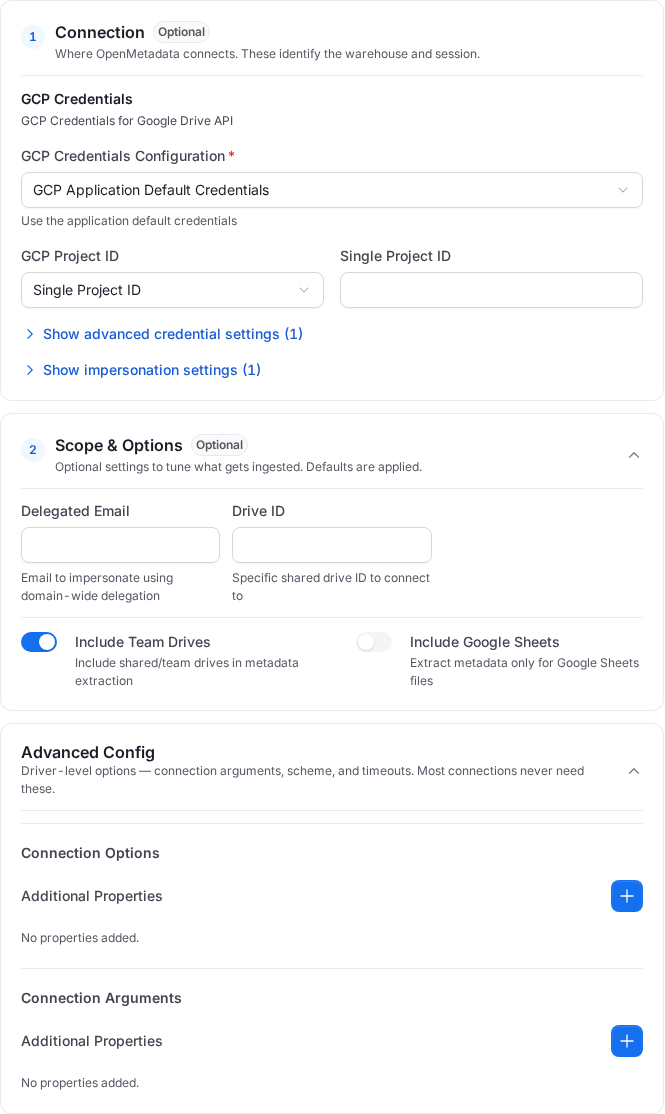 1
Connection
Optional
Where OpenMetadata connects. These identify the warehouse and session.
GCP Credentials
GCP Credentials for Google Drive API
GCP Credentials Configuration *
GCP Application Default Credentials
Use the application default credentials
GCP Project ID
Single Project ID
Single Project ID
Show advanced credential settings (1)
Show impersonation settings (1)
2
Scope & Options
Optional
Optional settings to tune what gets ingested. Defaults are applied.
Delegated Email
Drive ID
Email to impersonate using
domain-wide delegation
Specific shared drive ID to connect
to
Include Team Drives
Include shared/team drives in metadata
extraction
Include Google Sheets
Extract metadata only for Google Sheets
files
Advanced Config
Driver-level options — connection arguments, scheme, and timeouts. Most connections never need
these.
Connection Options
Additional Properties
No properties added.
Connection Arguments
Additional Properties
No properties added.